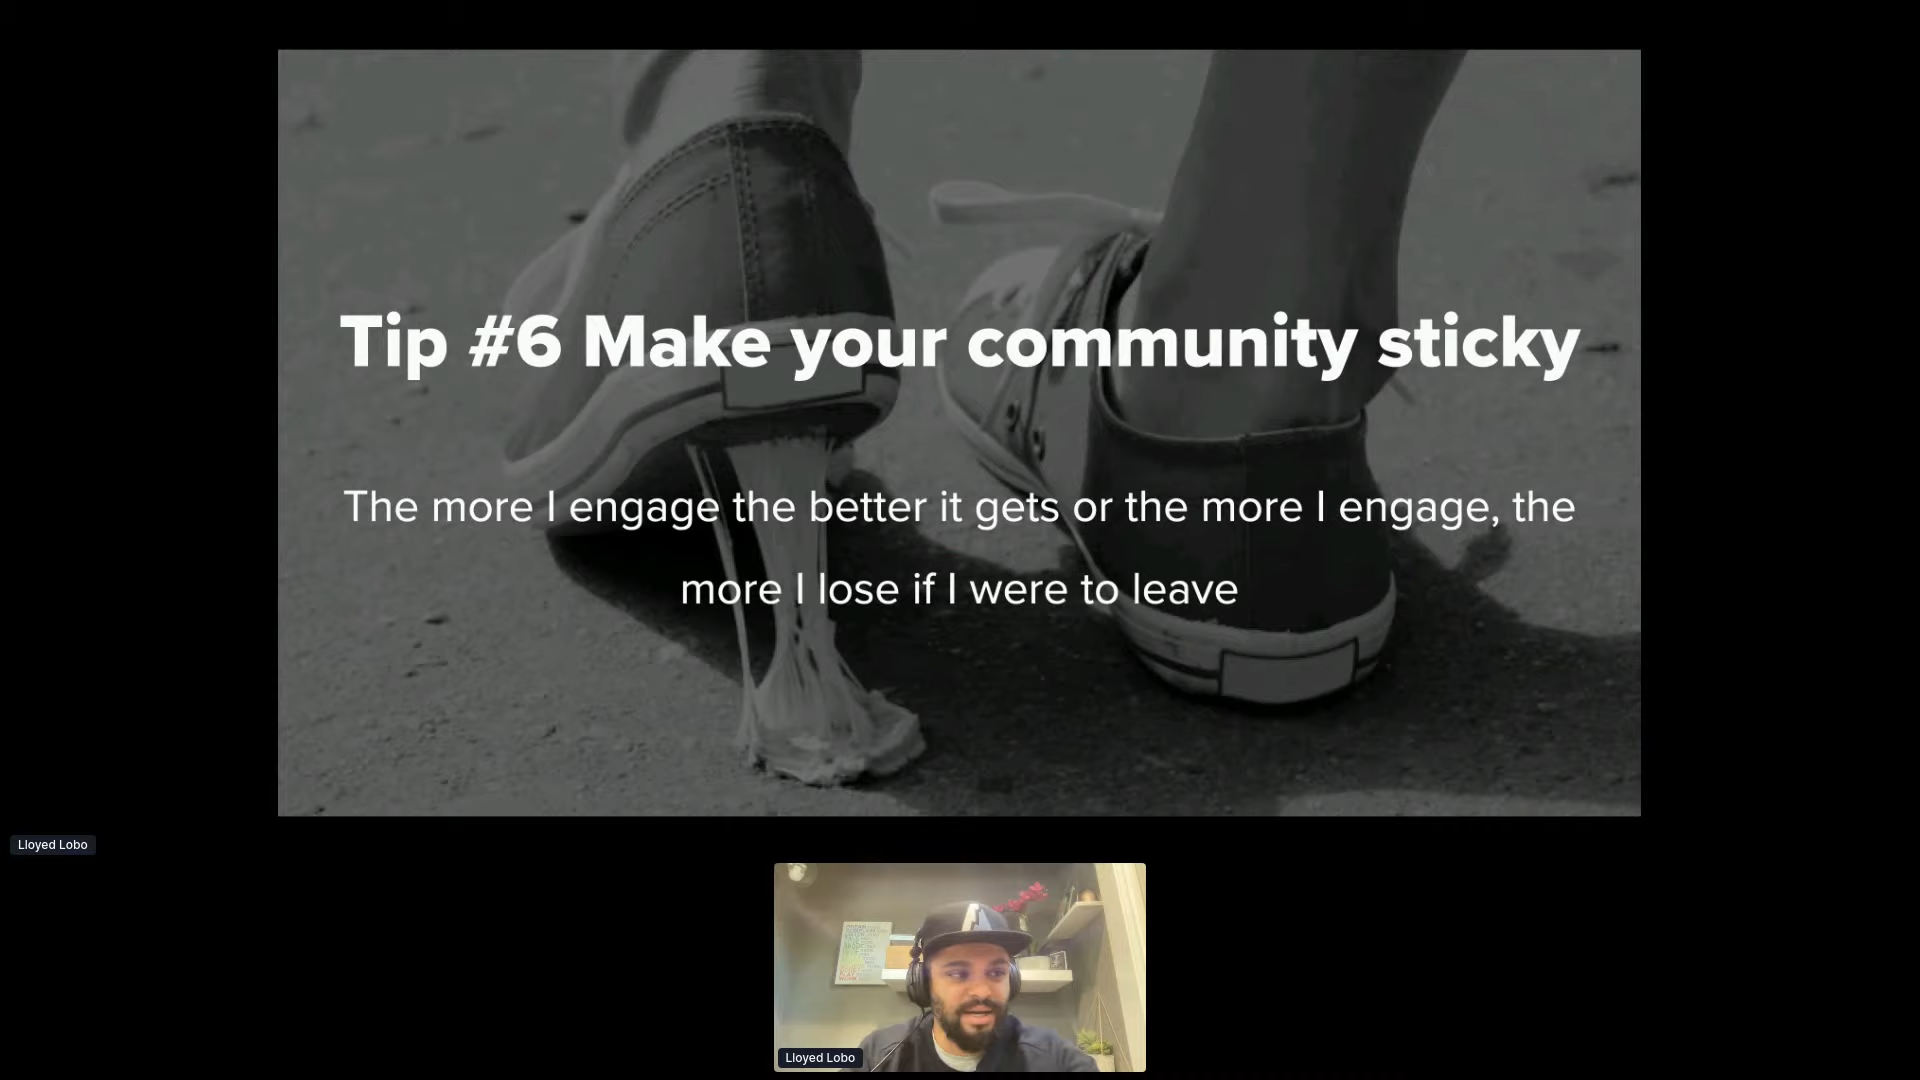 Tip #6 Make your community sticky
The more I engage the better it gets or the more I engage, the
more I lose if I were to leave
Lloyed Lobo
Lloyed Lobo